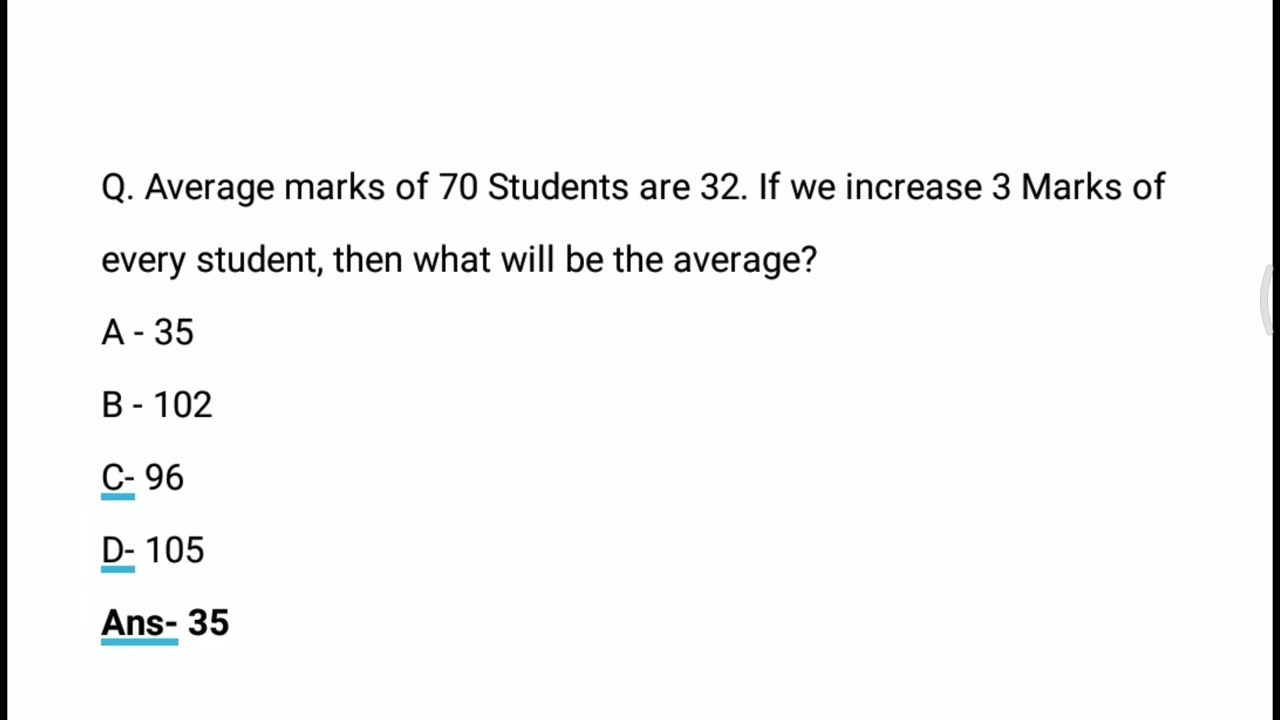 Q. Average marks of 70 Students are 32. If we increase 3 Marks of
every student, then what will be the average?
A - 35
B - 102
C- 96
D- 105
Ans- 35